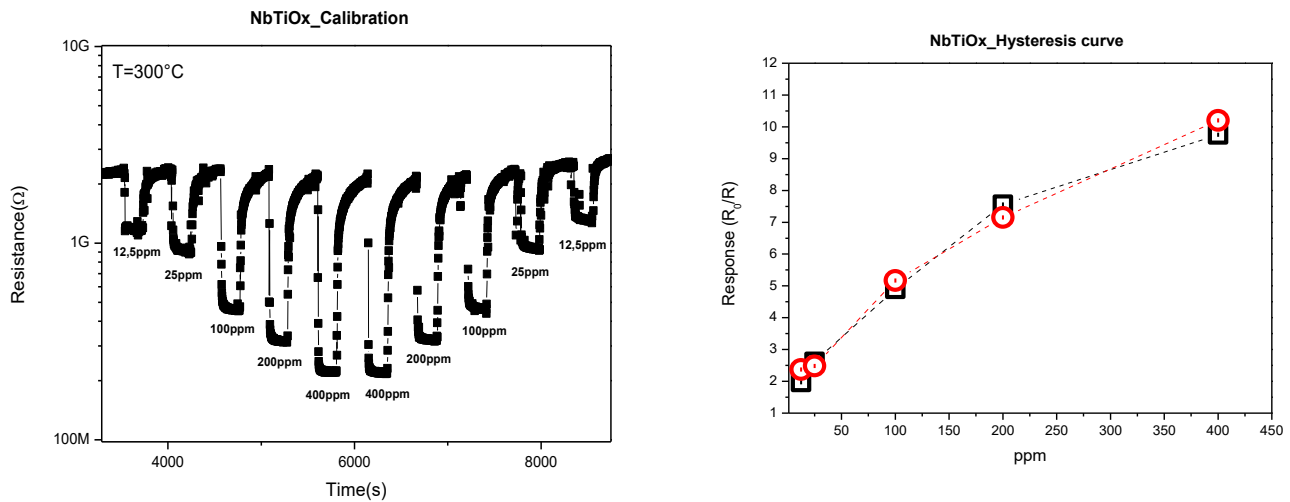 NbTiOx_Calibration
10G
T=300°C
1G
100M
Resistance(Ω)
12,5ppm
25ppm
100ppm
200ppm
400ppm
400ppm
200ppm
100ppm
25ppm
12,5ppm
4000
6000
8000
Time(s)
NbTiOx_Hysteresis curve
12
11
10
9
8
7
6
5
4
3
2
1
Response (R₀/R)
50
100
150
200
250
300
350
400
450
ppm